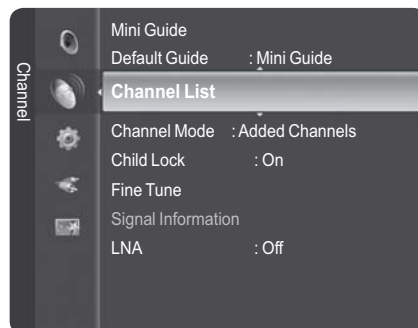 Channel
Mini Guide
Default Guide : Mini Guide
Channel List
Channel Mode : Added Channels
Child Lock : On
Fine Tune
Signal Information
LNA : Off